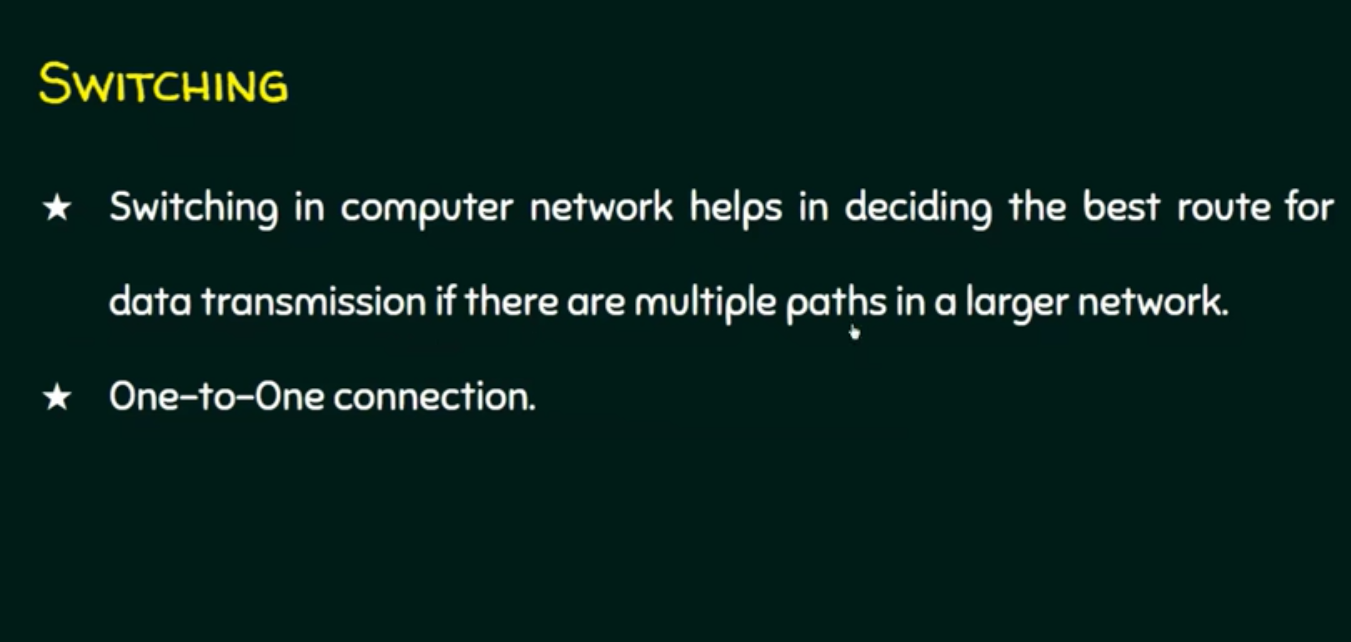 SWITCHING
★ Switching in computer network helps in deciding the best route for
data transmission if there are multiple paths in a larger network.
★ One-to-One connection.